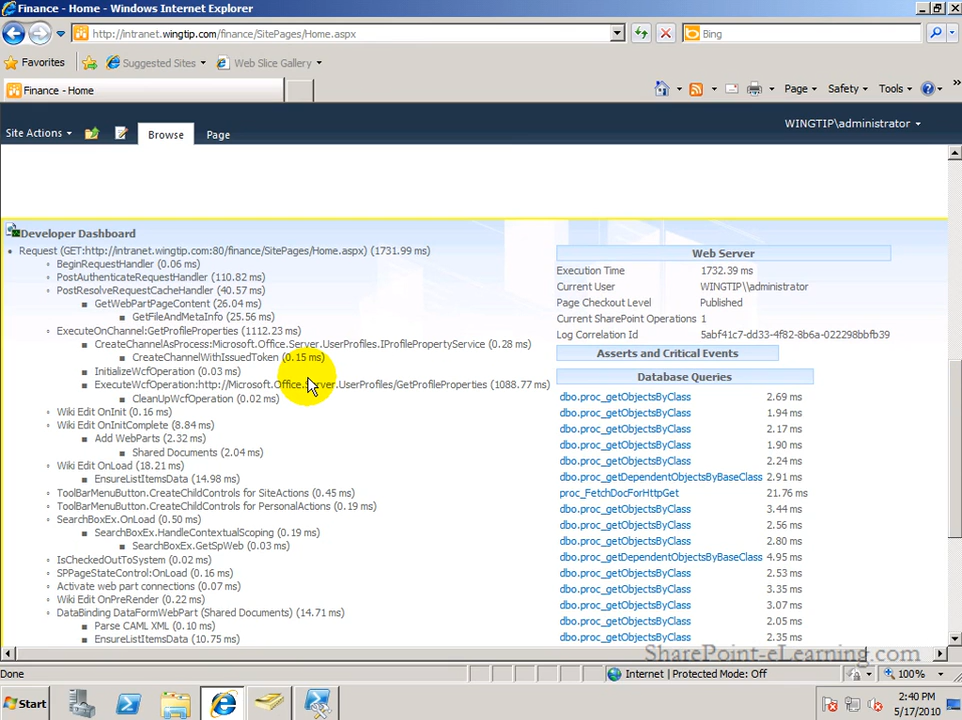 Finance - Home - Windows Internet Explorer
http://intranet.wingtip.com/finance/SitePages/Home.aspx
Bing
Favorites
Suggested Sites
Web Slice Gallery
Finance - Home
Page
Safety
Tools
»
Site Actions
Browse
Page
WINGTIP\administrator
Developer Dashboard
Request (GET:http://intranet.wingtip.com:80/finance/SitePages/Home.aspx) (1731.99 ms)
BeginRequestHandler (0.06 ms)
PostAuthenticateRequestHandler (110.82 ms)
PostResolveRequestCacheHandler (40.57 ms)
GetWebPartPageContent (26.04 ms)
GetFileAndMetaInfo (25.56 ms)
ExecuteOnChannel:GetProfileProperties (1112.23 ms)
CreateChannelAsProcess:Microsoft.Office.Server.UserProfiles.IProfilePropertyService (0.28 ms)
CreateChannelWithIssuedToken (0.15 ms)
InitializeWcfOperation (0.03 ms)
ExecuteWcfOperation:http://Microsoft.Office.Server.UserProfiles/GetProfileProperties (1088.77 ms)
CleanUpWcfOperation (0.02 ms)
Wiki Edit OnInit (0.16 ms)
Wiki Edit OnInitComplete (8.84 ms)
Add WebParts (2.32 ms)
Shared Documents (2.04 ms)
Wiki Edit OnLoad (18.21 ms)
EnsureListItemsData (14.98 ms)
ToolBarMenuButton.CreateChildControls for SiteActions (0.45 ms)
ToolBarMenuButton.CreateChildControls for PersonalActions (0.19 ms)
SearchBoxEx.OnLoad (0.50 ms)
SearchBoxEx.HandleContextualScoping (0.19 ms)
SearchBoxEx.GetSpWeb (0.03 ms)
IsCheckedOutToSystem (0.02 ms)
SPPageStateControl:OnLoad (0.16 ms)
Activate web part connections (0.07 ms)
Wiki Edit OnPreRender (0.22 ms)
DataBinding DataFormWebPart (Shared Documents) (14.71 ms)
Parse CAML XML (0.10 ms)
EnsureListItemsData (10.75 ms)
Web Server
Execution Time 1732.39 ms
Current User WINGTIP\\administrator
Page Checkout Level Published
Current SharePoint Operations 1
Log Correlation Id 5abf41c7-dd33-4f82-8b6a-022298bbfb39
Asserts and Critical Events
Database Queries
dbo.proc_getObjectsByClass 2.69 ms
dbo.proc_getObjectsByClass 1.94 ms
dbo.proc_getObjectsByClass 2.17 ms
dbo.proc_getObjectsByClass 1.90 ms
dbo.proc_getObjectsByClass 2.24 ms
dbo.proc_getDependentObjectsByBaseClass 2.91 ms
proc_FetchDocForHttpGet 21.76 ms
dbo.proc_getObjectsByClass 3.44 ms
dbo.proc_getObjectsByClass 2.56 ms
dbo.proc_getObjectsByClass 2.80 ms
dbo.proc_getDependentObjectsByBaseClass 4.95 ms
dbo.proc_getObjectsByClass 2.53 ms
dbo.proc_getObjectsByClass 3.35 ms
dbo.proc_getObjectsByClass 3.07 ms
dbo.proc_getObjectsByClass 2.05 ms
dbo.proc_getObjectsByClass 2.35 ms
SharePoint-eLearning.com
Done
Internet | Protected Mode: Off
100%
Start
2:40 PM
5/17/2010